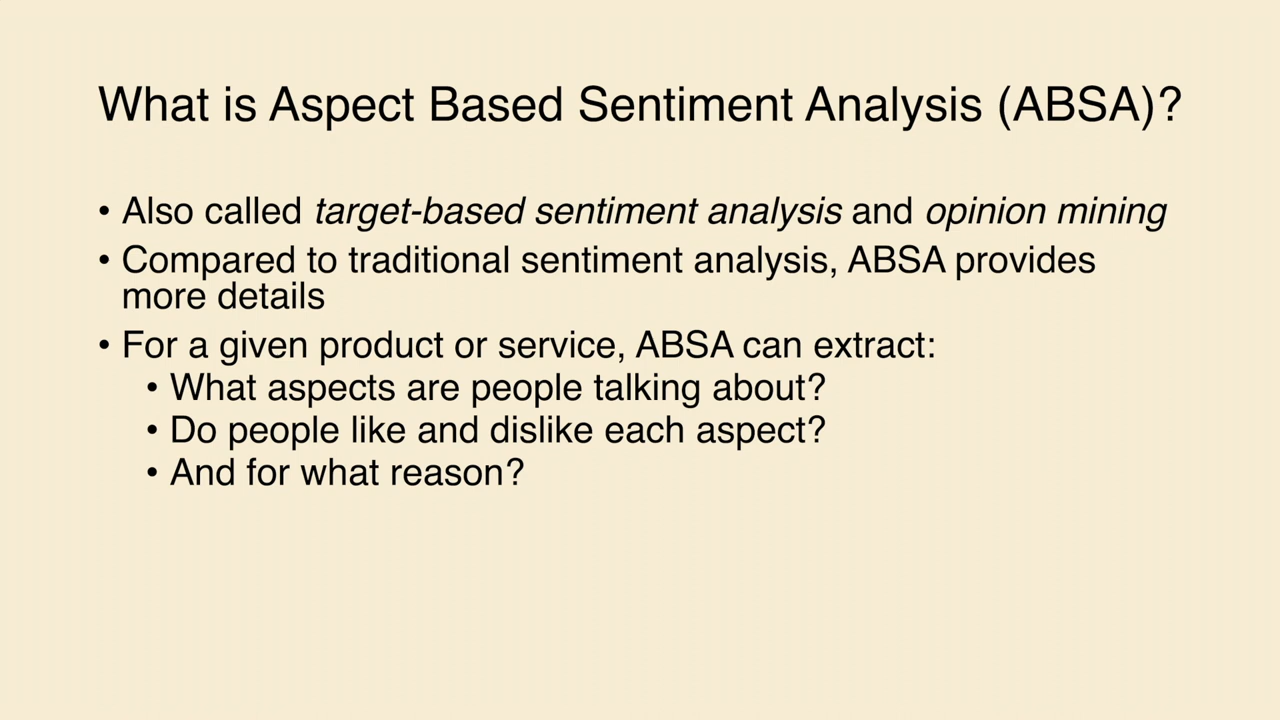 What is Aspect Based Sentiment Analysis (ABSA)?
• Also called target-based sentiment analysis and opinion mining
• Compared to traditional sentiment analysis, ABSA provides
more details
• For a given product or service, ABSA can extract:
• What aspects are people talking about?
• Do people like and dislike each aspect?
• And for what reason?